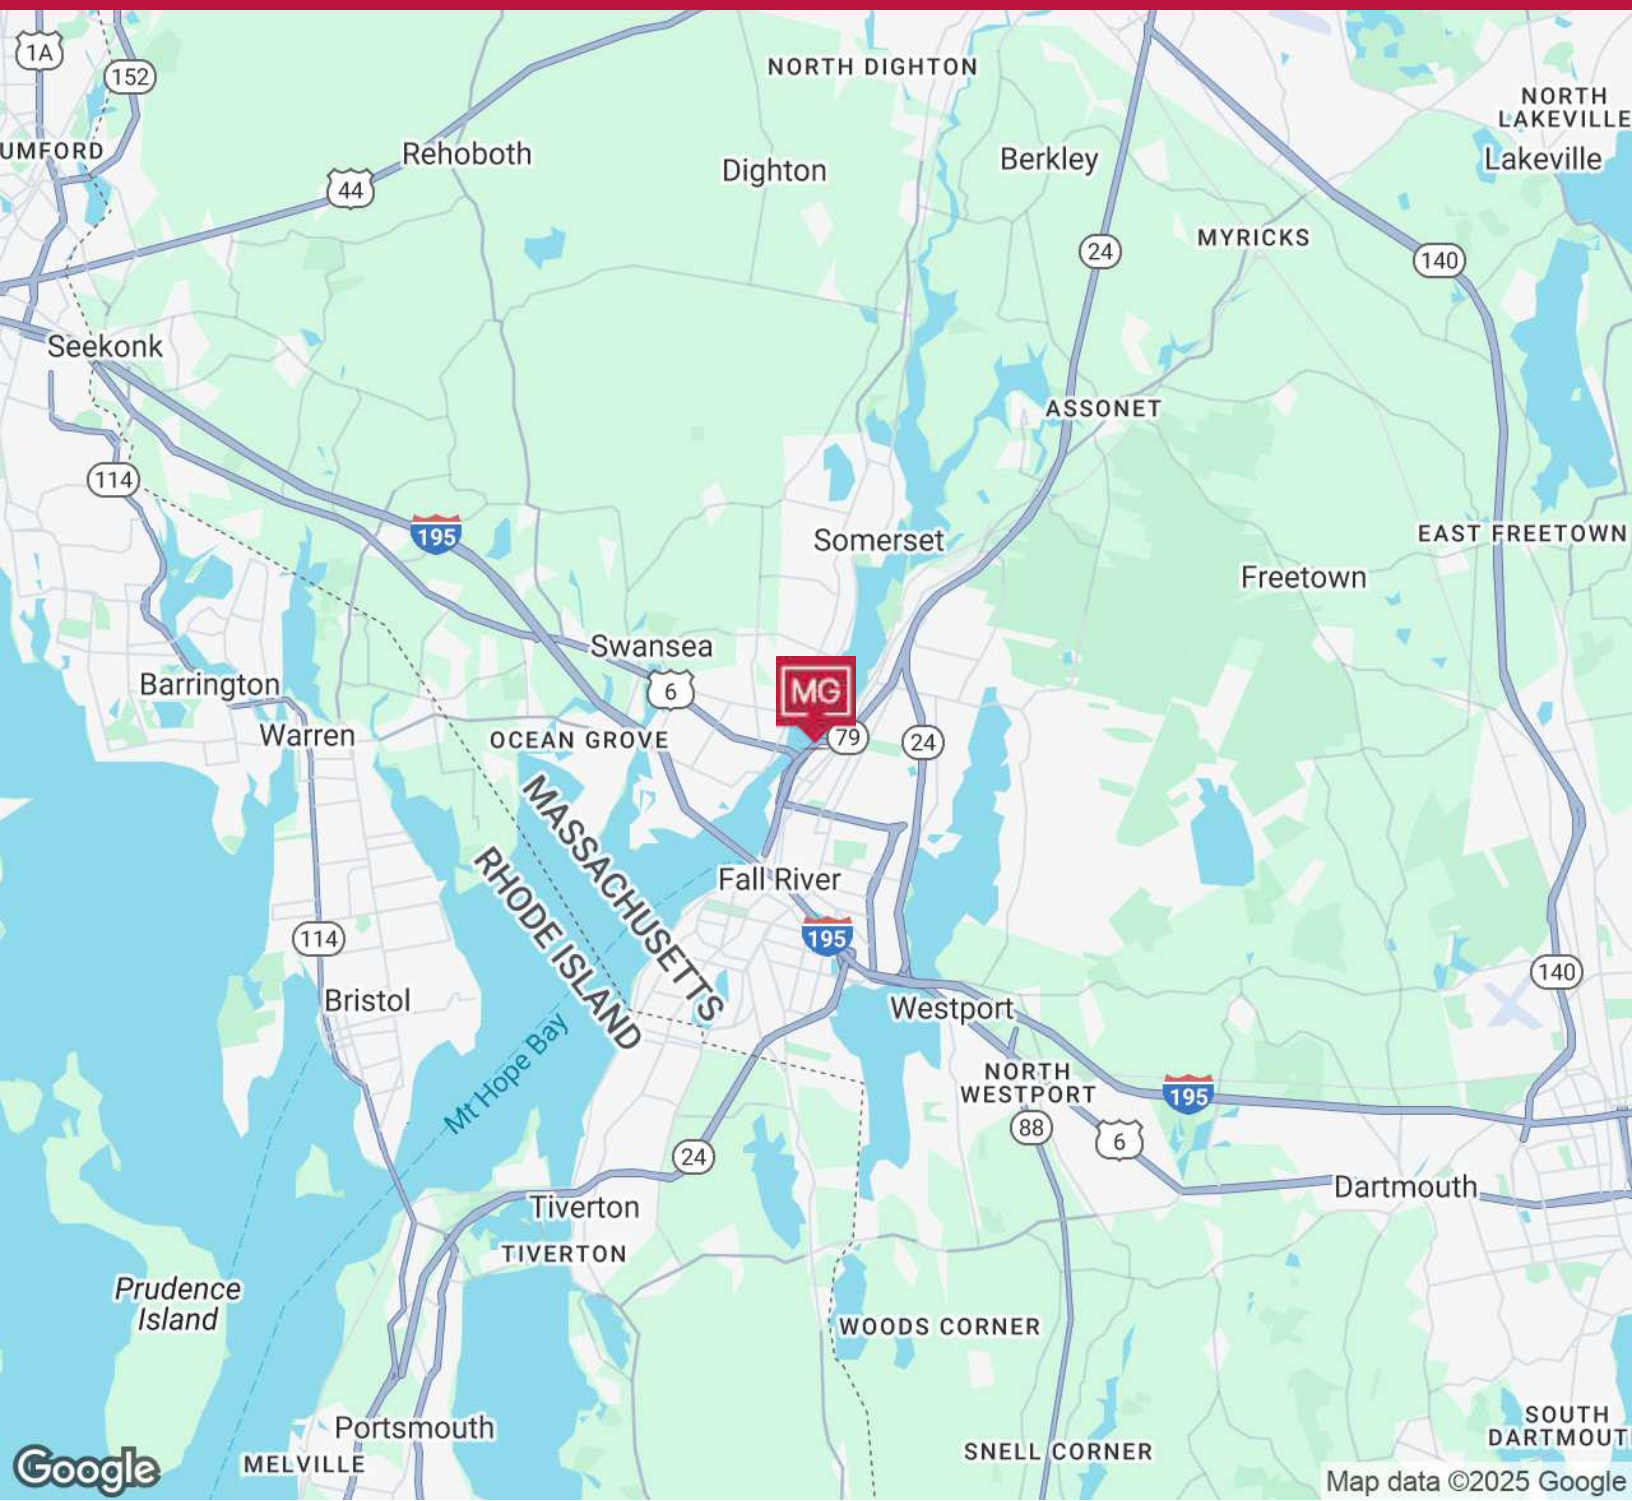 1A
152
NORTH DIGHTON
NORTH
LAKEVILLE
UMFORD
Rehoboth
Dighton
Berkley
Lakeville
44
24
MYRICKS
140
Seekonk
ASSONET
114
195
Somerset
EAST FREETOWN
Freetown
Swansea
6
MG
Barrington
Warren
OCEAN GROVE
79
24
MASSACHUSETTS
RHODE ISLAND
Fall River
195
114
Bristol
Westport
140
Mt Hope Bay
NORTH
WESTPORT
195
88
6
24
Dartmouth
Tiverton
TIVERTON
Prudence
Island
WOODS CORNER
Portsmouth
SOUTH
DARTMOUT
MELVILLE
SNELL CORNER
Google
Map data ©2025 Google